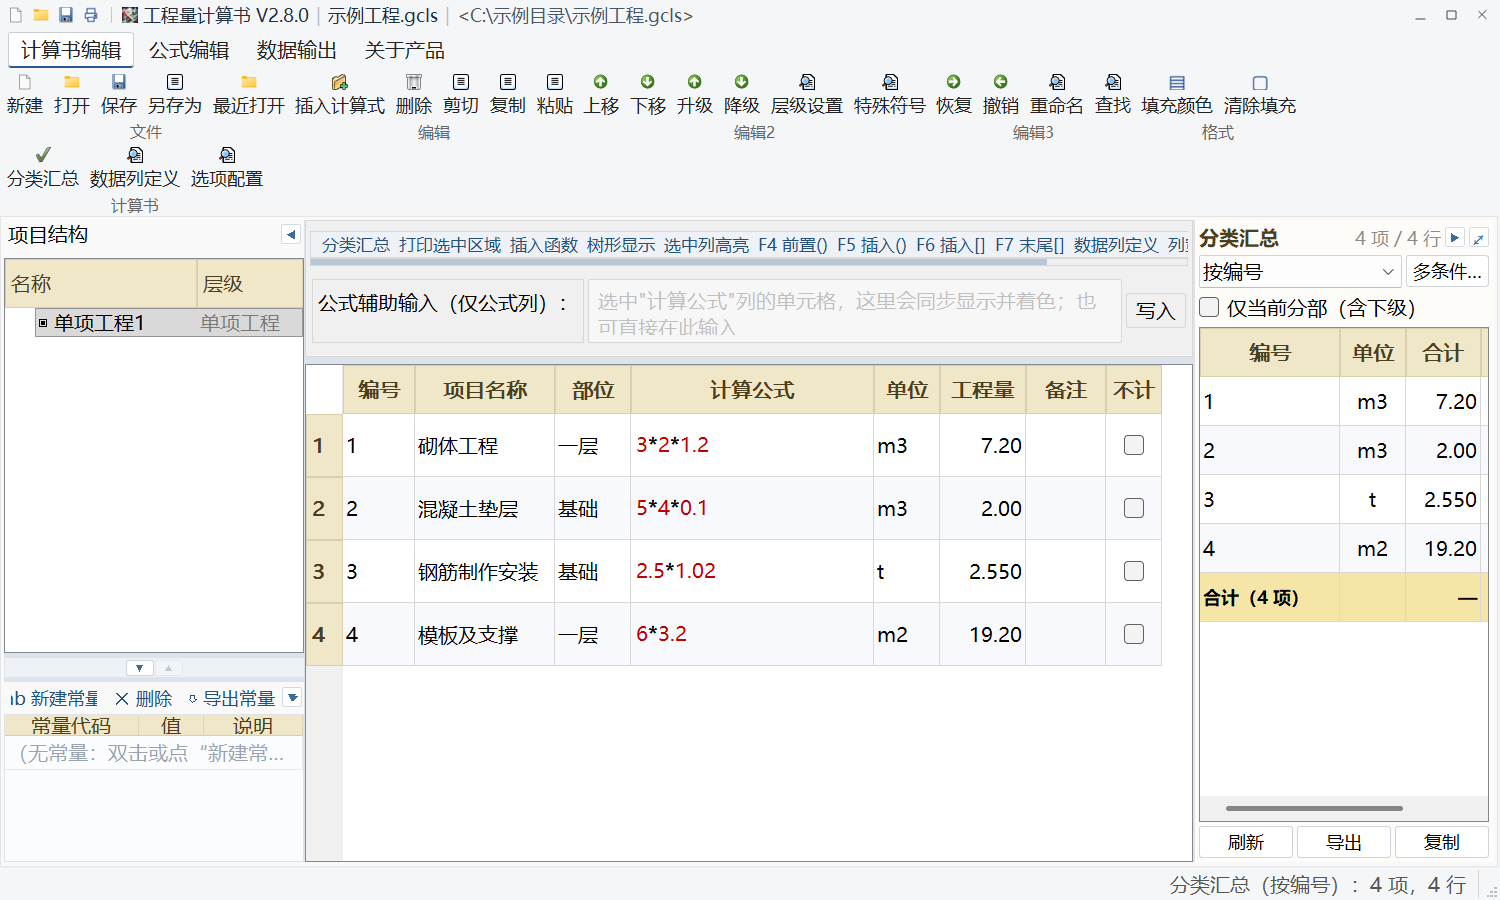 工程量计算书 V2.8.0 | 示例工程.gcls | <C:\示例目录\示例工程.gcls>
计算书编辑 公式编辑 数据输出 关于产品
新建 打开 保存 另存为 最近打开 插入计算式 删除 剪切 复制 粘贴 上移 下移 升级 降级 层级设置 特殊符号 恢复 撤销 重命名 查找 填充颜色 清除填充
文件 编辑 编辑2 编辑3 格式
分类汇总 数据列定义 选项配置
计算书
项目结构
名称 层级
单项工程1 单项工程
nb 新建常量 删除 导出常量
常量代码 值 说明
(无常量：双击或点“新建常...
分类汇总 打印选中区域 插入函数 树形显示 选中列高亮 F4 前置() F5 插入() F6 插入[] F7 末尾[] 数据列定义
公式辅助输入（仅公式列）：
选中"计算公式"列的单元格，这里会同步显示并着色；也
可直接在此输入
写入
编号 项目名称 部位 计算公式 单位 工程量 备注 不计
1 1 砌体工程 一层 3*2*1.2 m3 7.20
2 2 混凝土垫层 基础 5*4*0.1 m3 2.00
3 3 钢筋制作安装 基础 2.5*1.02 t 2.550
4 4 模板及支撑 一层 6*3.2 m2 19.20
分类汇总 4 项 / 4 行
按编号 多条件...
仅当前分部（含下级）
编号 单位 合计
1 m3 7.20
2 m3 2.00
3 t 2.550
4 m2 19.20
合计（4 项） —
刷新 导出 复制
分类汇总（按编号）：4 项，4 行